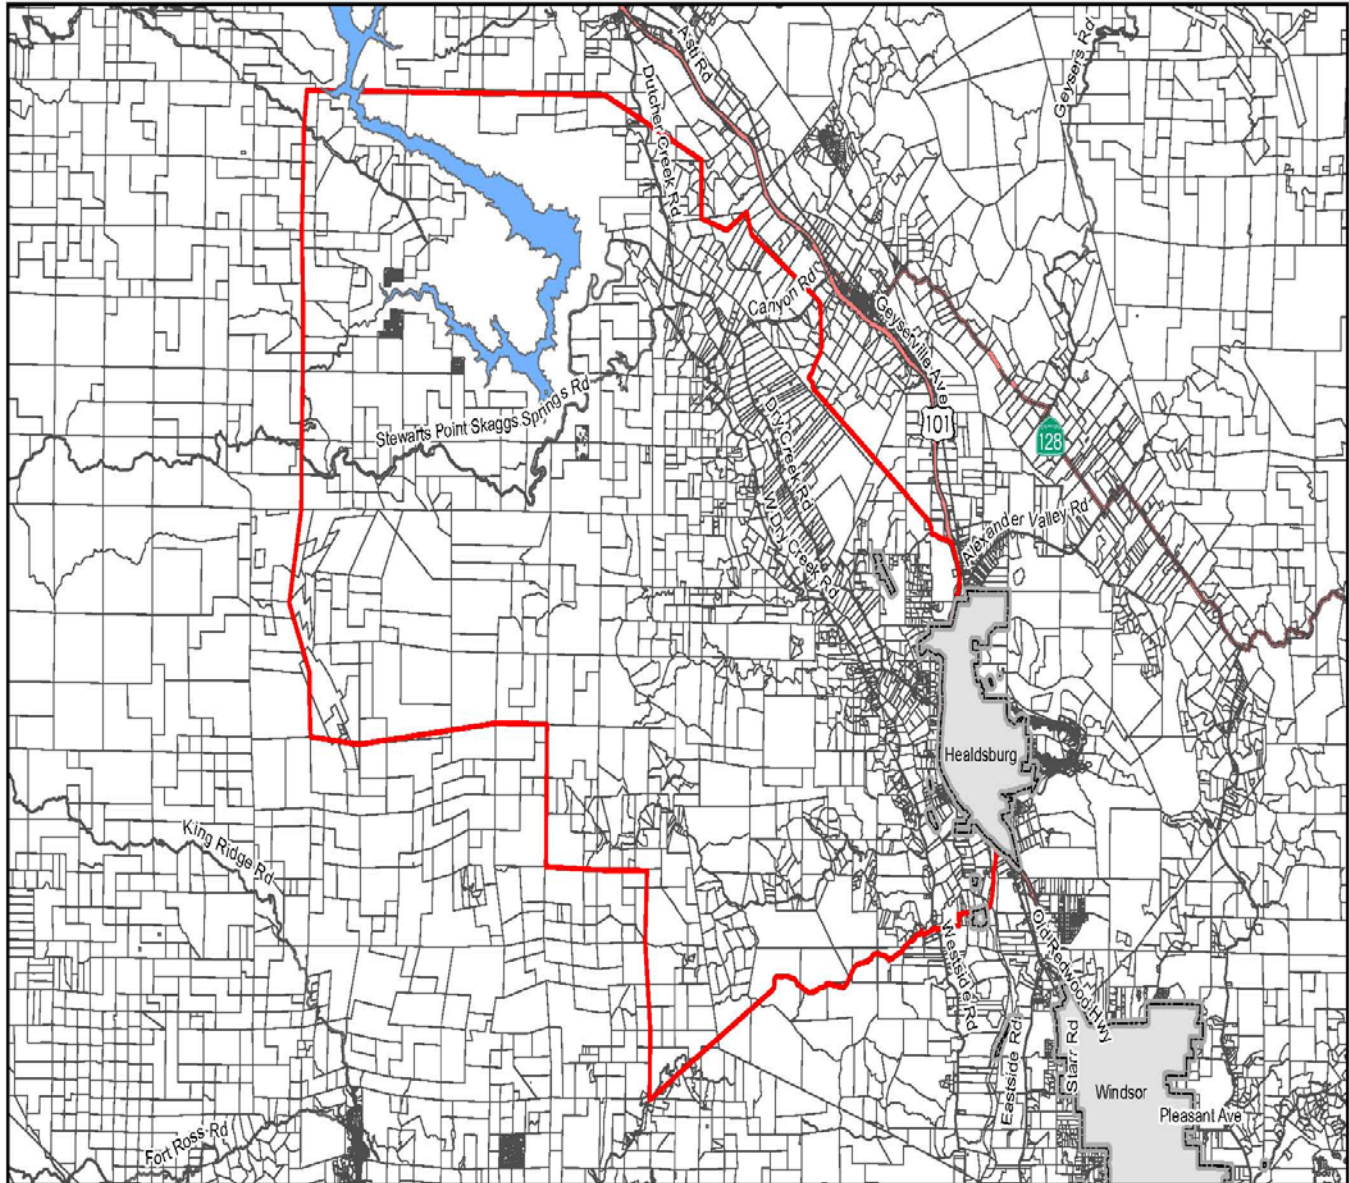 Asti Rd
Geysers Rd
Dutcher Creek Rd
Canyon Rd
Geyserville Ave
Stewarts Point Skaggs Springs Rd
101
128
Dry Creek Rd
W Dry Creek Rd
Alexander Valley Rd
Healdsburg
King Ridge Rd
Westside Rd
Old Redwood Hwy
Eastside Rd
Starr Rd
Windsor
Pleasant Ave
Fort Ross Rd